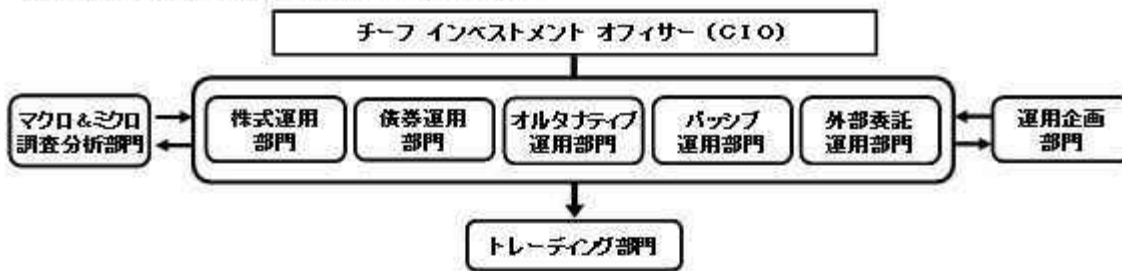 チーフ インベストメント オフィサー (CIO)
マクロ&ミクロ
調査分析部門
株式運用
部門
債券運用
部門
オルタナティブ
運用部門
パッシブ
運用部門
外部委託
運用部門
運用企画
部門
トレーディング部門